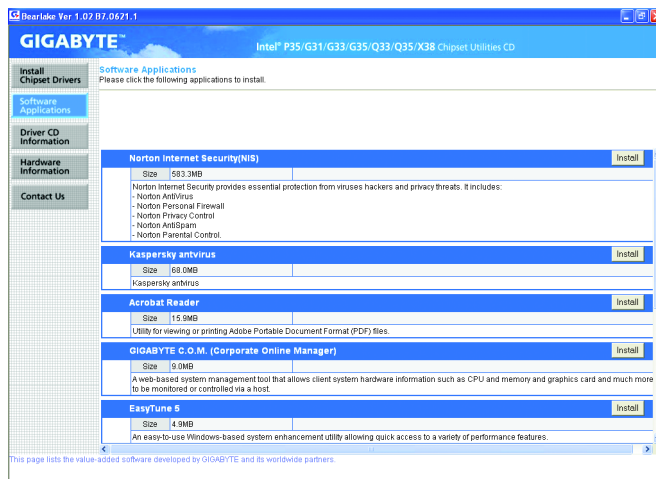 Bearlake Ver 1.02 B7.0621.1
GIGABYTE™
Intel® P35/G31/G33/G35/Q33/Q35/X38 Chipset Utilities CD
Install
Chipset Drivers
Software
Applications
Driver CD
Information
Hardware
Information
Contact Us
Software Applications
Please click the following applications to install.
Norton Internet Security(NIS) Install
Size 583.3MB
Norton Internet Security provides essential protection from viruses hackers and privacy threats. It includes:
- Norton AntiVirus
- Norton Personal Firewall
- Norton Privacy Control
- Norton AntiSpam
- Norton Parental Control.
Kaspersky antvirus Install
Size 68.0MB
Kaspersky antvirus
Acrobat Reader Install
Size 15.9MB
Utility for viewing or printing Adobe Portable Document Format (PDF) files.
GIGABYTE C.O.M. (Corporate Online Manager) Install
Size 9.0MB
A web-based system management tool that allows client system hardware information such as CPU and memory and graphics card and much more
to be monitored or controlled via a host.
EasyTune 5 Install
Size 4.9MB
An easy-to-use Windows-based system enhancement utility allowing quick access to a variety of performance features.
This page lists the value-added software developed by GIGABYTE and its worldwide partners.